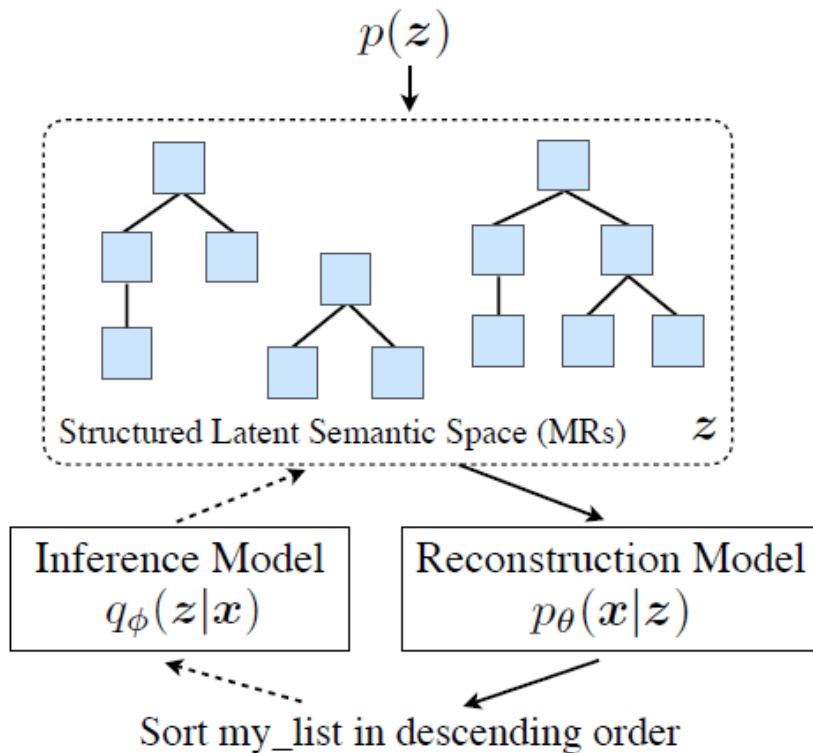 p(z)
Structured Latent Semantic Space (MRs) z
Inference Model
qϕ(z|x)
Reconstruction Model
pθ(x|z)
Sort my_list in descending order